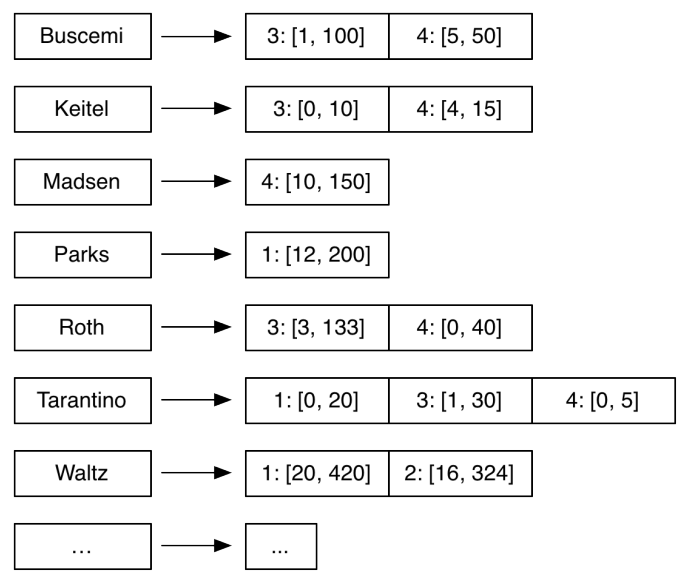 Buscemi 3: [1, 100] 4: [5, 50]
Keitel 3: [0, 10] 4: [4, 15]
Madsen 4: [10, 150]
Parks 1: [12, 200]
Roth 3: [3, 133] 4: [0, 40]
Tarantino 1: [0, 20] 3: [1, 30] 4: [0, 5]
Waltz 1: [20, 420] 2: [16, 324]
... ...